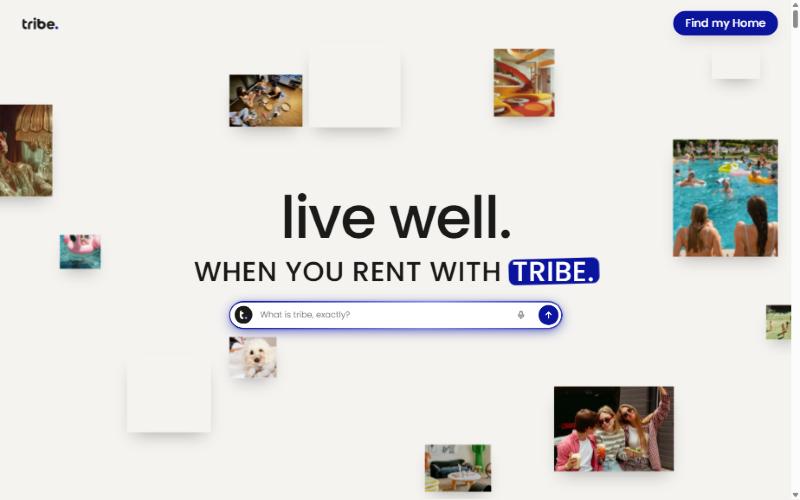 tribe.
Find my Home
live well.
WHEN YOU RENT WITH TRIBE.
t.
What is tribe, exactly?